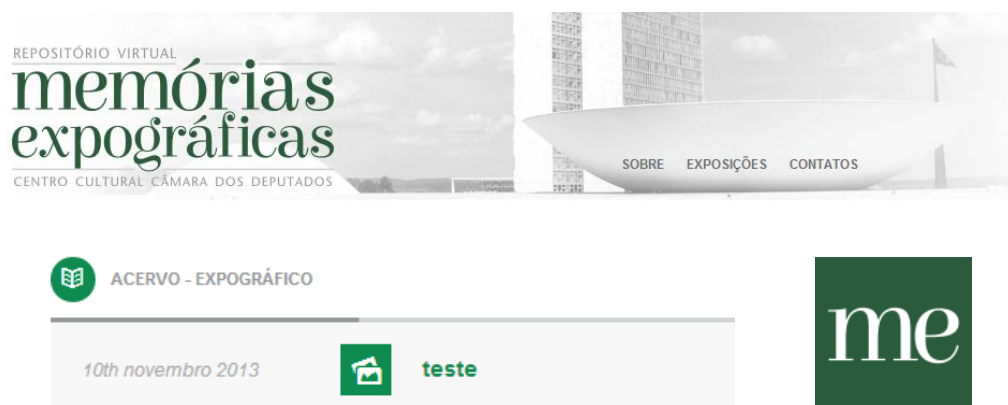 REPOSITÓRIO VIRTUAL
memórias
expográficas
CENTRO CULTURAL CÂMARA DOS DEPUTADOS
SOBRE EXPOSIÇÕES CONTATOS
ACERVO - EXPOGRÁFICO
me
10th novembro 2013 teste